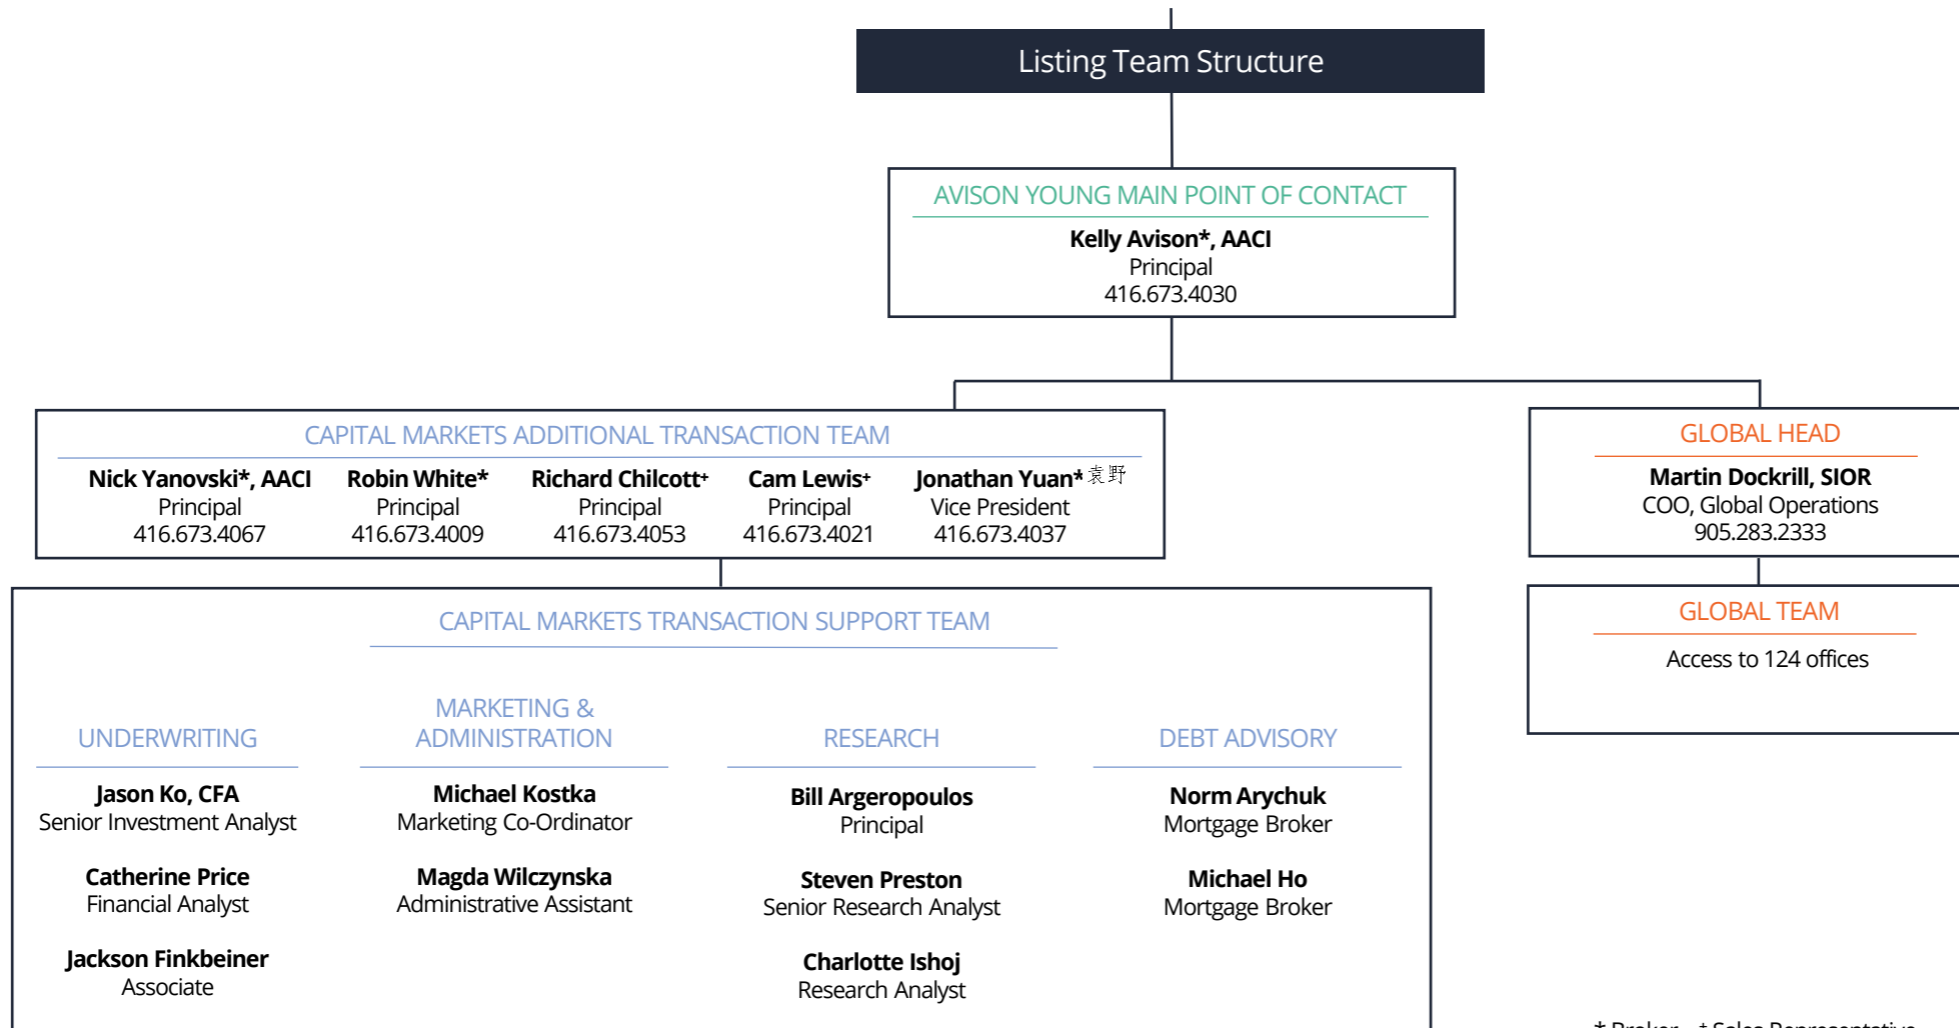 Listing Team Structure
AVISON YOUNG MAIN POINT OF CONTACT
Kelly Avison*, AACI
Principal
416.673.4030
CAPITAL MARKETS ADDITIONAL TRANSACTION TEAM
Nick Yanovski*, AACI
Principal
416.673.4067
Robin White*
Principal
416.673.4009
Richard Chilcott+
Principal
416.673.4053
Cam Lewis+
Principal
416.673.4021
Jonathan Yuan* 袁野
Vice President
416.673.4037
GLOBAL HEAD
Martin Dockrill, SIOR
COO, Global Operations
905.283.2333
GLOBAL TEAM
Access to 124 offices
CAPITAL MARKETS TRANSACTION SUPPORT TEAM
UNDERWRITING
Jason Ko, CFA
Senior Investment Analyst
Catherine Price
Financial Analyst
Jackson Finkbeiner
Associate
MARKETING &
ADMINISTRATION
Michael Kostka
Marketing Co-Ordinator
Magda Wilczynska
Administrative Assistant
RESEARCH
Bill Argeropoulos
Principal
Steven Preston
Senior Research Analyst
Charlotte Ishoj
Research Analyst
DEBT ADVISORY
Norm Arychuk
Mortgage Broker
Michael Ho
Mortgage Broker
* Broker + Sales Representative